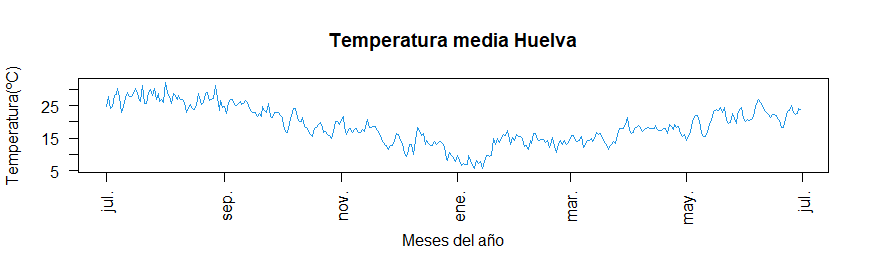 Temperatura media Huelva
Temperatura(ºC)
25
15
5
jul.
sep.
nov.
ene.
mar.
may.
jul.
Meses del año